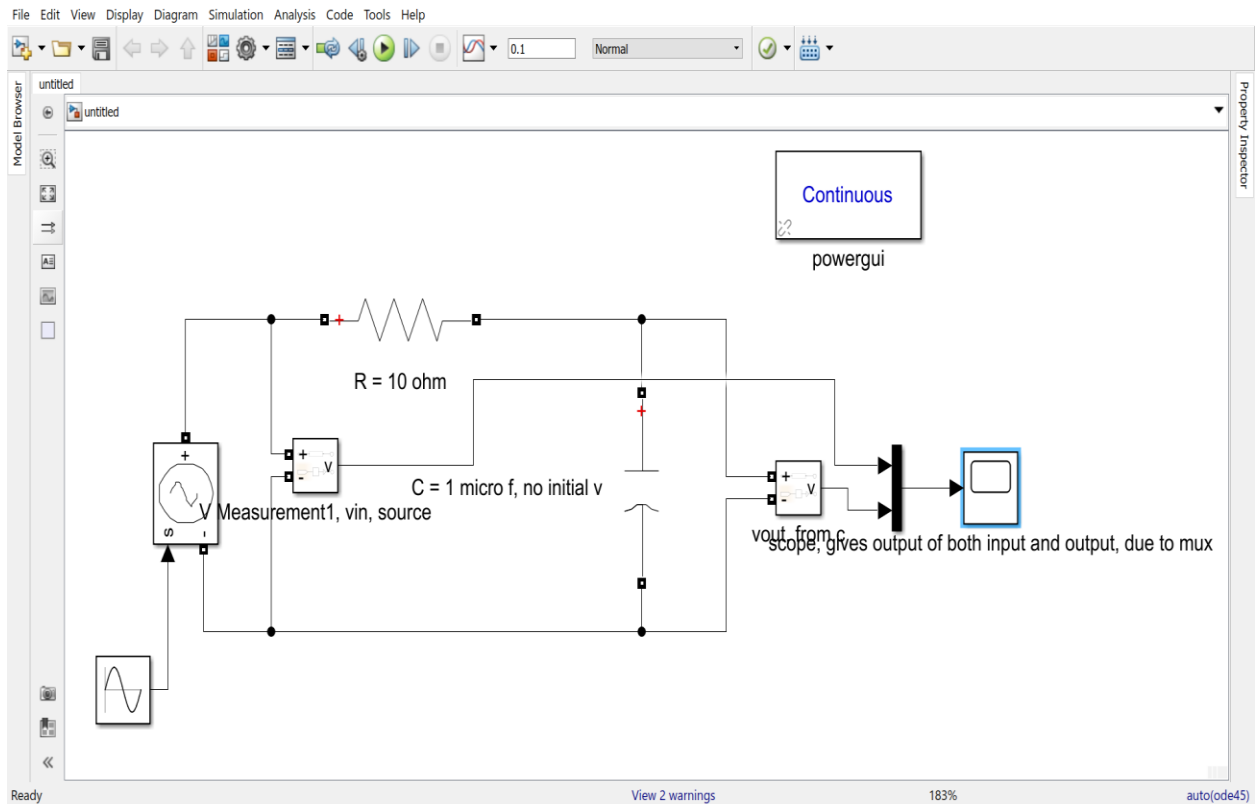 File Edit View Display Diagram Simulation Analysis Code Tools Help
0.1 Normal
Model Browser
untitled
untitled
Property Inspector
Continuous
powergui
+
R = 10 ohm
+
+
-
v
+
s
-
V Measurement1, vin, source
C = 1 micro f, no initial v
+
-
v
vout, from c
scope, gives output of both input and output, due to mux
Ready View 2 warnings 183% auto(ode45)